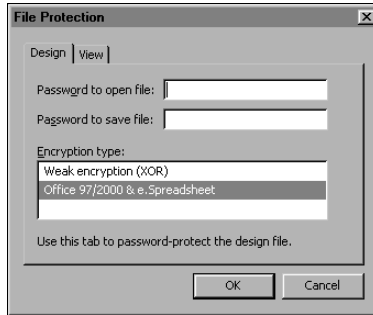 File Protection
Design View
Password to open file:
Password to save file:
Encryption type:
Weak encryption (XOR)
Office 97/2000 & e.Spreadsheet
Use this tab to password-protect the design file.
OK Cancel